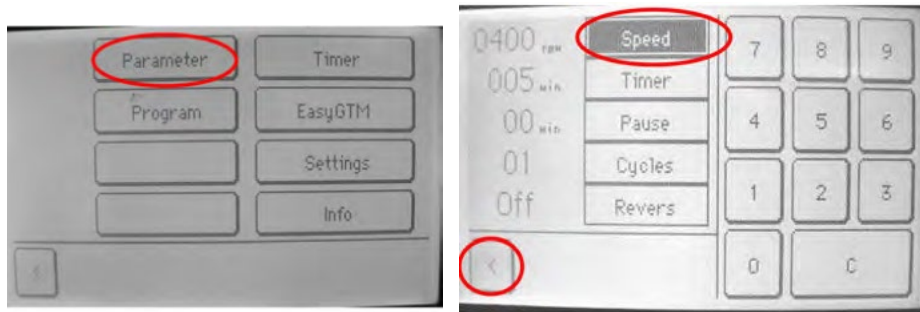 Parameter Timer
Program EasyGTM
Settings
Info
<
0400 rpm Speed 7 8 9
005 min Timer
00 min Pause 4 5 6
01 Cycles
Off Revers 1 2 3
< 0 C